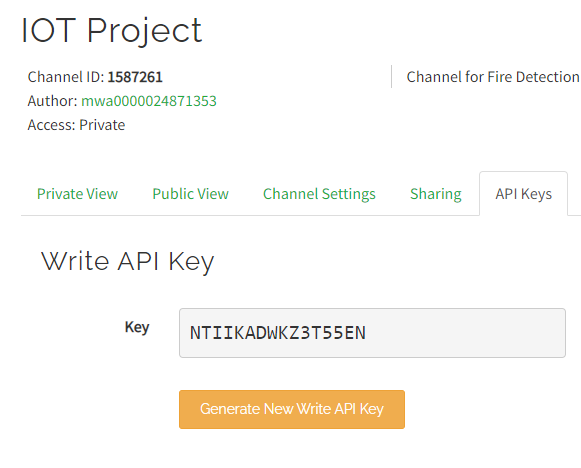 IOT Project
Channel ID: 1587261
Author: mwa0000024871353
Access: Private
Channel for Fire Detection
Private View Public View Channel Settings Sharing API Keys
Write API Key
Key NTIIKADWKZ3T55EN
Generate New Write API Key